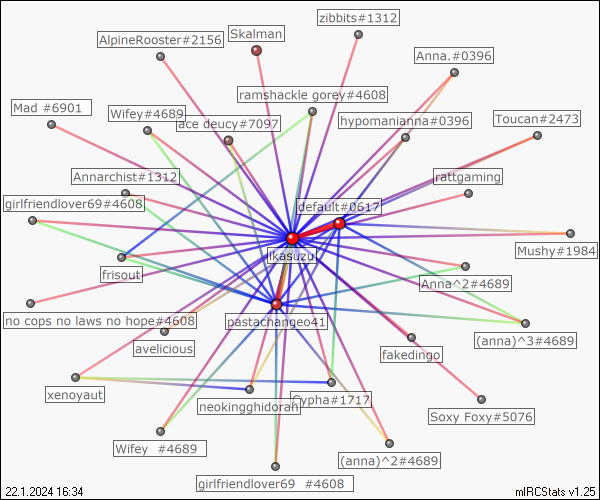 zibbits#1312
AlpineRooster#2156
Skalman
Anna.#0396
ramshackle gorey#4608
Mad #6901
Wifey#4689
ace deucy#7097
hypomanianna#0396
Toucan#2473
Annarchist#1312
rattgaming
girlfriendlover69#4608
default#0617
Mushy#1984
ikasuzu
frisout
Anna^2#4689
no cops no laws no hope#4608
pastachangeo41
avelicious
fakedingo
(anna)^3#4689
xenoyaut
neokingghidorah
Cypha#1717
Soxy Foxy#5076
Wifey #4689
(anna)^2#4689
girlfriendlover69 #4608
22.1.2024 16:34
mIRCStats v1.25